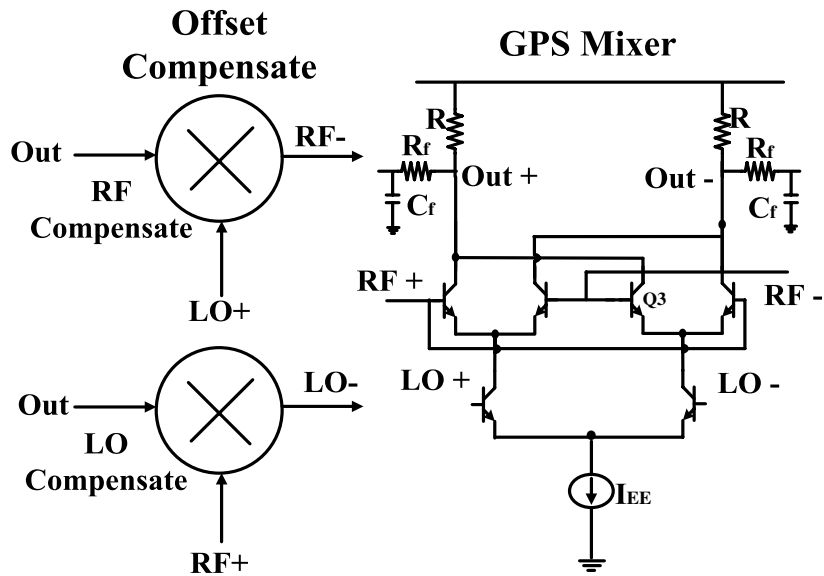 Offset
Compensate
GPS Mixer
Out
RF-
RF
Compensate
LO+
Out
LO-
LO
Compensate
RF+
R
R
Rf
Rf
Out +
Out -
Cf
Cf
RF +
Q3
RF -
LO +
LO -
IEE